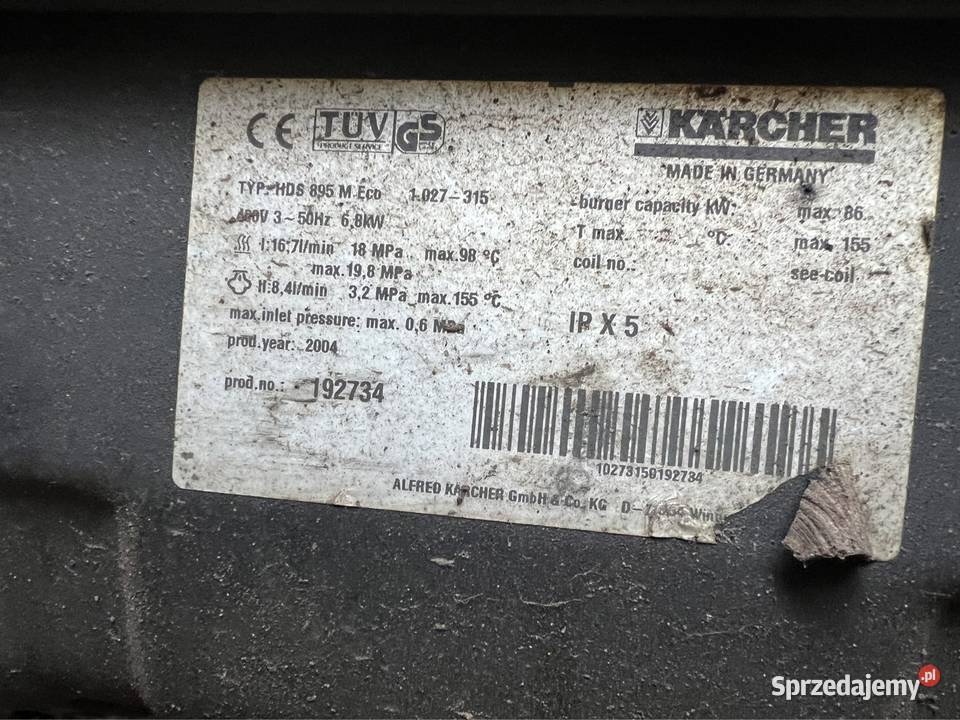 CE TÜV PRODUCT SERVICE GS
KÄRCHER
MADE IN GERMANY
TYP: HDS 895 M Eco 1.027-315
400V 3~50Hz 6,8kW
I:16,7l/min 18 MPa max.98 °C
max.19,8 MPa
II:8,4l/min 3,2 MPa max.155 °C
max.inlet pressure: max. 0,6 MPa
prod.year: 2004
prod.no.: 192734
burner capacity kW: max. 86
T max. °C: max. 155
coil no.: see coil
IP X 5
10273150192734
ALFRED KÄRCHER GmbH & Co. KG D-
Sprzedajemy.pl